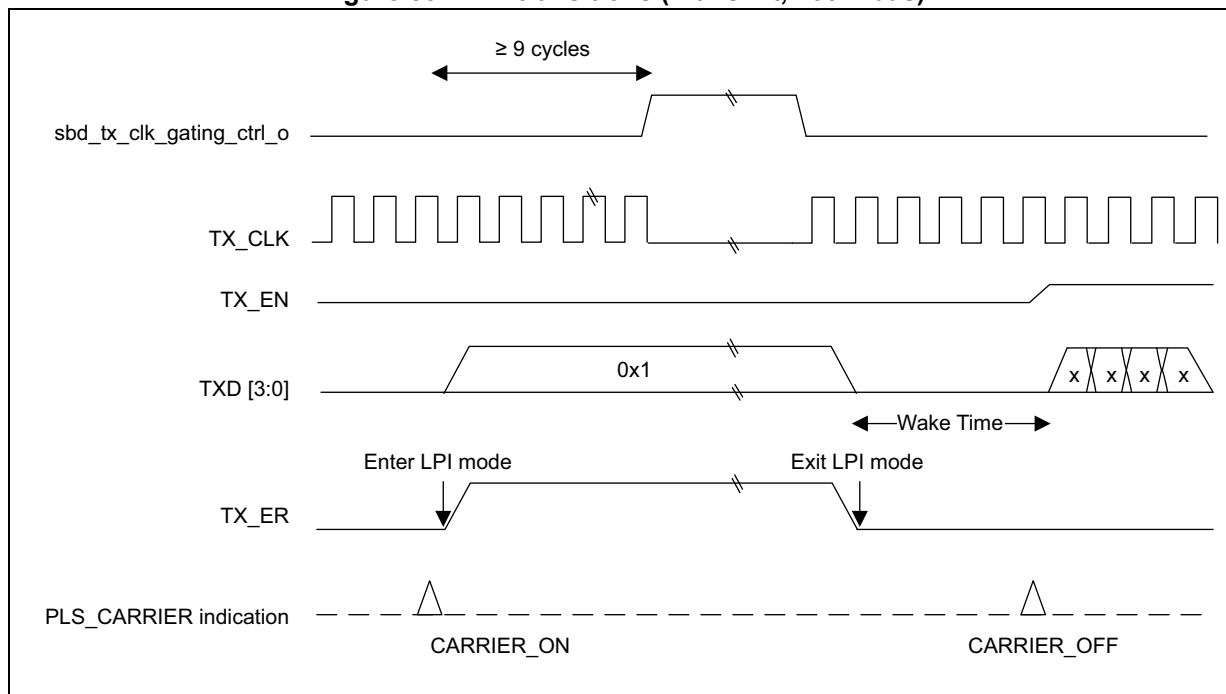 ≥ 9 cycles
sbd_tx_clk_gating_ctrl_o
TX_CLK
TX_EN
TXD [3:0]
0x1
x x x x
Wake Time
Enter LPI mode
Exit LPI mode
TX_ER
PLS_CARRIER indication
CARRIER_ON
CARRIER_OFF